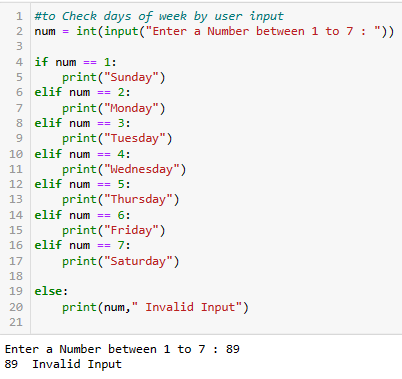 1 #to Check days of week by user input
2 num = int(input("Enter a Number between 1 to 7 : "))
3
4 if num == 1:
5     print("Sunday")
6 elif num == 2:
7     print("Monday")
8 elif num == 3:
9     print("Tuesday")
10 elif num == 4:
11     print("Wednesday")
12 elif num == 5:
13     print("Thursday")
14 elif num == 6:
15     print("Friday")
16 elif num == 7:
17     print("Saturday")
18
19 else:
20     print(num," Invalid Input")
21
Enter a Number between 1 to 7 : 89
89  Invalid Input